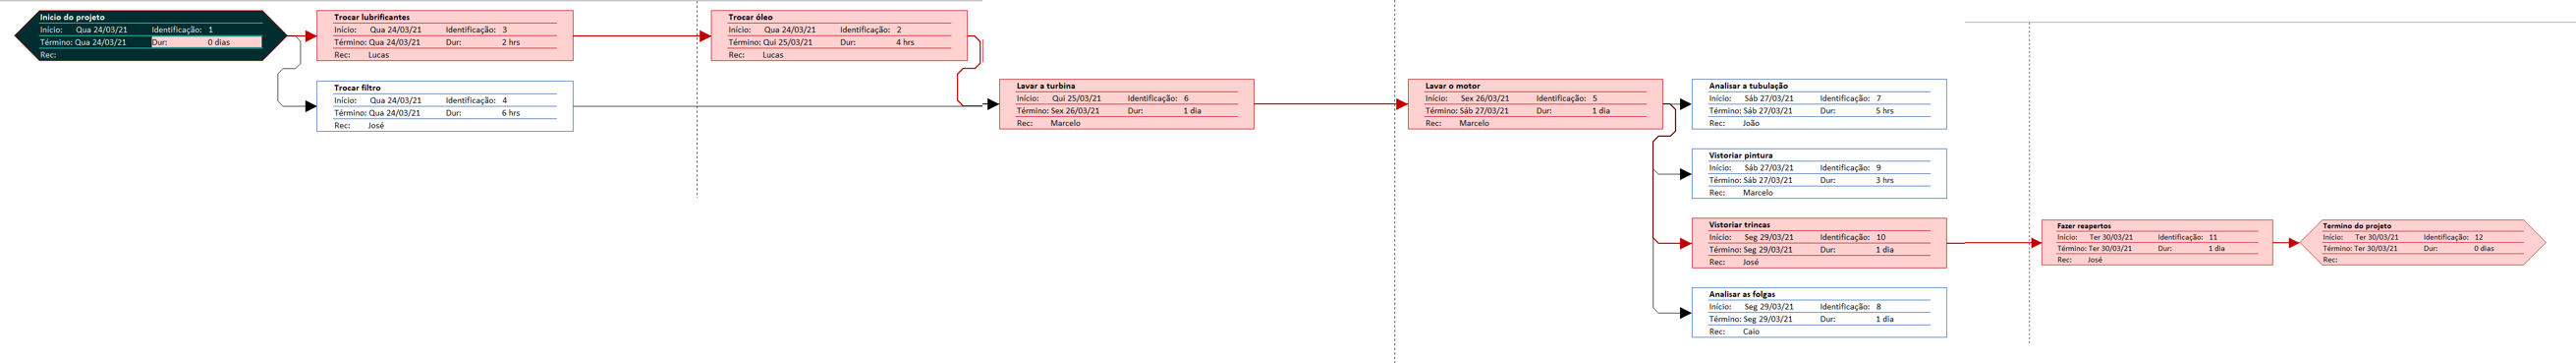 Inicio do projeto
Início: Qua 24/03/21 Identificação: 1
Término: Qua 24/03/21 Dur: 0 dias
Rec:
Trocar lubrificantes
Início: Qua 24/03/21 Identificação: 3
Término: Qua 24/03/21 Dur: 2 hrs
Rec: Lucas
Trocar óleo
Início: Qua 24/03/21 Identificação: 2
Término: Qui 25/03/21 Dur: 4 hrs
Rec: Lucas
Trocar filtro
Início: Qua 24/03/21 Identificação: 4
Término: Qua 24/03/21 Dur: 6 hrs
Rec: José
Lavar a turbina
Início: Qui 25/03/21 Identificação: 6
Término: Sex 26/03/21 Dur: 1 dia
Rec: Marcelo
Lavar o motor
Início: Sex 26/03/21 Identificação: 5
Término: Sáb 27/03/21 Dur: 1 dia
Rec: Marcelo
Analisar a tubulação
Início: Sáb 27/03/21 Identificação: 7
Término: Sáb 27/03/21 Dur: 5 hrs
Rec: João
Vistoriar pintura
Início: Sáb 27/03/21 Identificação: 9
Término: Sáb 27/03/21 Dur: 3 hrs
Rec: Marcelo
Vistoriar trincas
Início: Seg 29/03/21 Identificação: 10
Término: Seg 29/03/21 Dur: 1 dia
Rec: José
Analisar as folgas
Início: Seg 29/03/21 Identificação: 8
Término: Seg 29/03/21 Dur: 1 dia
Rec: Caio
Fazer reapertos
Início: Ter 30/03/21 Identificação: 11
Término: Ter 30/03/21 Dur: 1 dia
Rec: José
Termino do projeto
Início: Ter 30/03/21 Identificação: 12
Término: Ter 30/03/21 Dur: 0 dias
Rec: